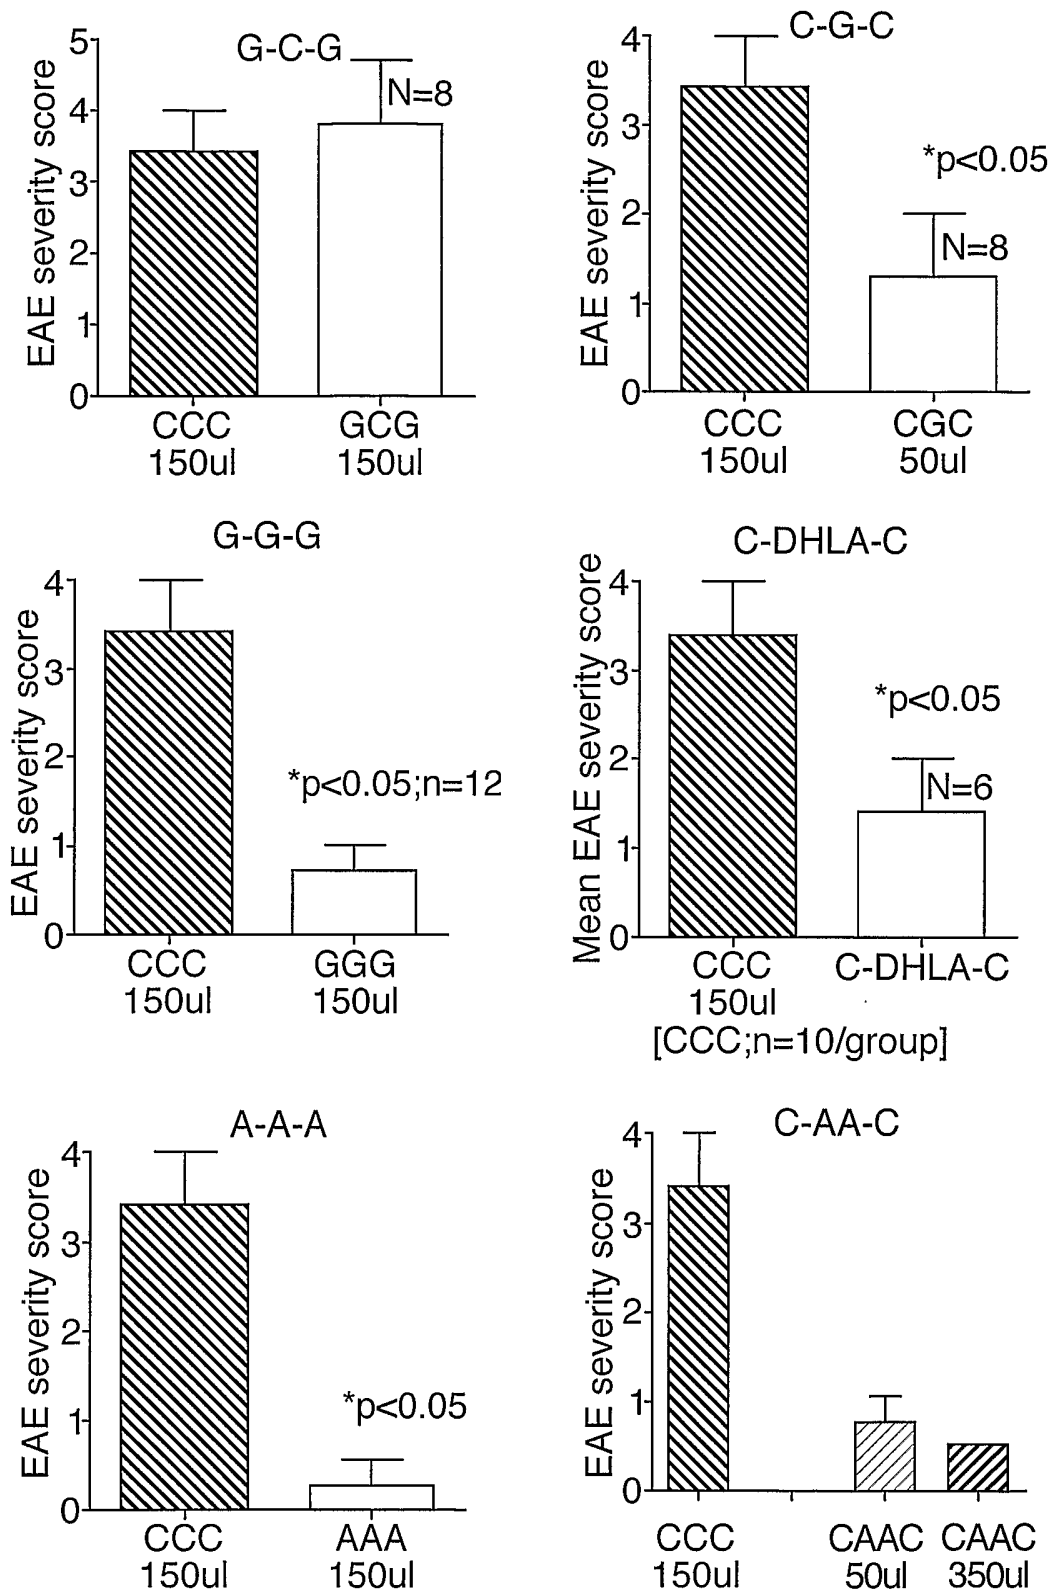 G-C-G
EAE severity score
5
4
3
2
1
0
N=8
CCC GCG
150ul 150ul
C-G-C
EAE severity score
4
3
2
1
0
*p<0.05
N=8
CCC CGC
150ul 50ul
G-G-G
EAE severity score
4
3
2
1
0
*p<0.05;n=12
CCC GGG
150ul 150ul
C-DHLA-C
Mean EAE severity score
4
3
2
1
0
*p<0.05
N=6
CCC C-DHLA-C
150ul
[CCC;n=10/group]
A-A-A
EAE severity score
4
3
2
1
0
*p<0.05
CCC AAA
150ul 150ul
C-AA-C
EAE severity score
4
3
2
1
0
CCC CAAC CAAC
150ul 50ul 350ul